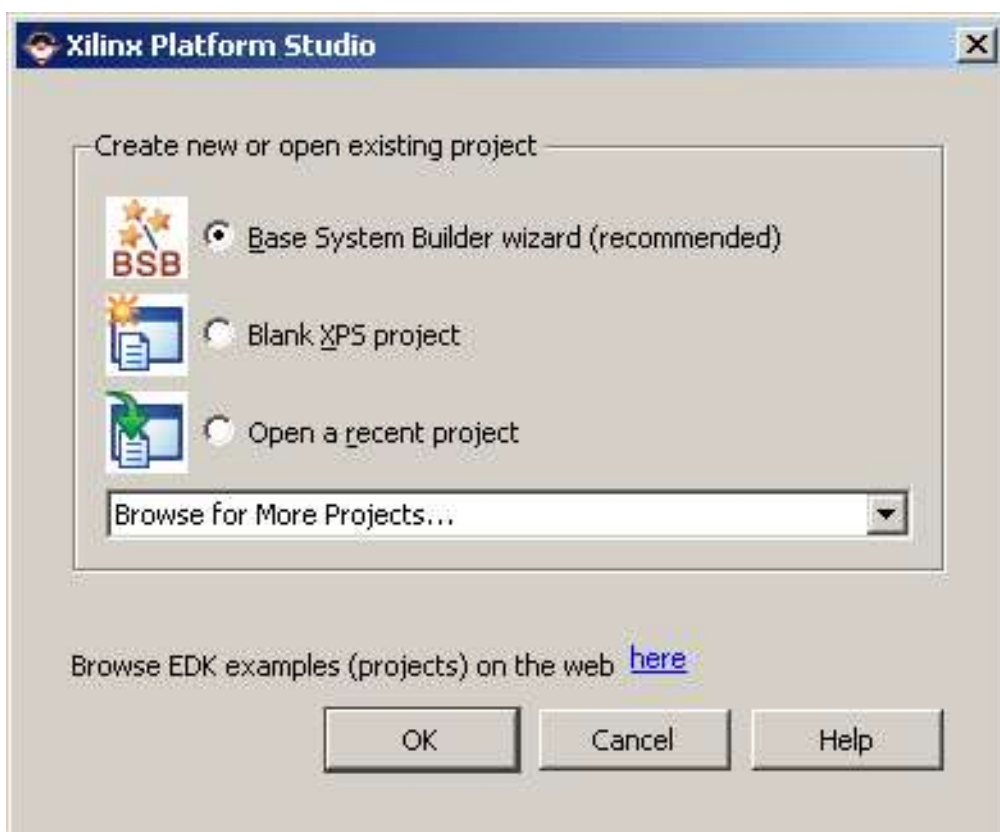 Xilinx Platform Studio
Create new or open existing project
BSB
Base System Builder wizard (recommended)
Blank XPS project
Open a recent project
Browse for More Projects...
Browse EDK examples (projects) on the web here
OK Cancel Help